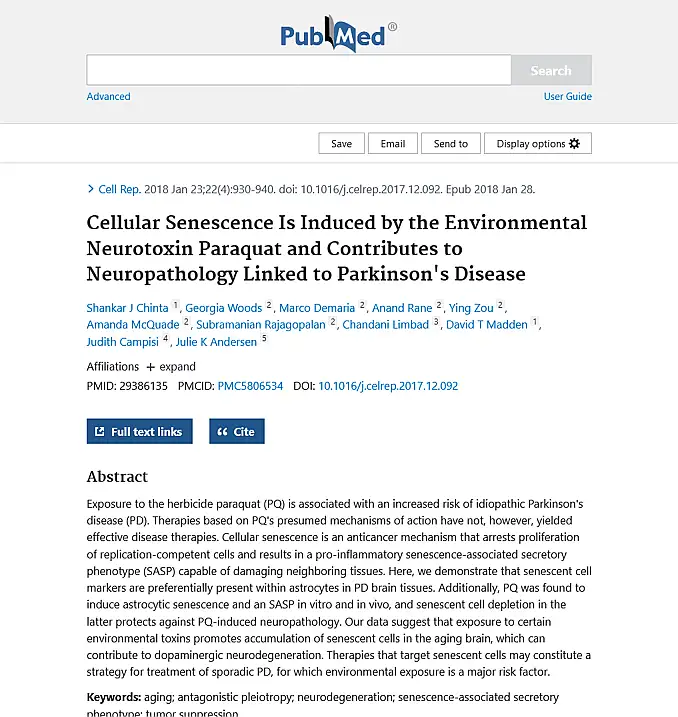 PubMed®
Search
Advanced
User Guide
Save
Email
Send to
Display options
Cell Rep. 2018 Jan 23;22(4):930-940. doi: 10.1016/j.celrep.2017.12.092. Epub 2018 Jan 28.
Cellular Senescence Is Induced by the Environmental
Neurotoxin Paraquat and Contributes to
Neuropathology Linked to Parkinson's Disease
Shankar J Chinta 1, Georgia Woods 2, Marco Demaria 2, Anand Rane 2, Ying Zou 2,
Amanda McQuade 2, Subramanian Rajagopalan 2, Chandani Limbad 3, David T Madden 1,
Judith Campisi 4, Julie K Andersen 5
Affiliations + expand
PMID: 29386135 PMCID: PMC5806534 DOI: 10.1016/j.celrep.2017.12.092
Full text links
Cite
Abstract
Exposure to the herbicide paraquat (PQ) is associated with an increased risk of idiopathic Parkinson's
disease (PD). Therapies based on PQ's presumed mechanisms of action have not, however, yielded
effective disease therapies. Cellular senescence is an anticancer mechanism that arrests proliferation
of replication-competent cells and results in a pro-inflammatory senescence-associated secretory
phenotype (SASP) capable of damaging neighboring tissues. Here, we demonstrate that senescent cell
markers are preferentially present within astrocytes in PD brain tissues. Additionally, PQ was found to
induce astrocytic senescence and an SASP in vitro and in vivo, and senescent cell depletion in the
latter protects against PQ-induced neuropathology. Our data suggest that exposure to certain
environmental toxins promotes accumulation of senescent cells in the aging brain, which can
contribute to dopaminergic neurodegeneration. Therapies that target senescent cells may constitute a
strategy for treatment of sporadic PD, for which environmental exposure is a major risk factor.
Keywords: aging; antagonistic pleiotropy; neurodegeneration; senescence-associated secretory
phenotype; tumor suppression.